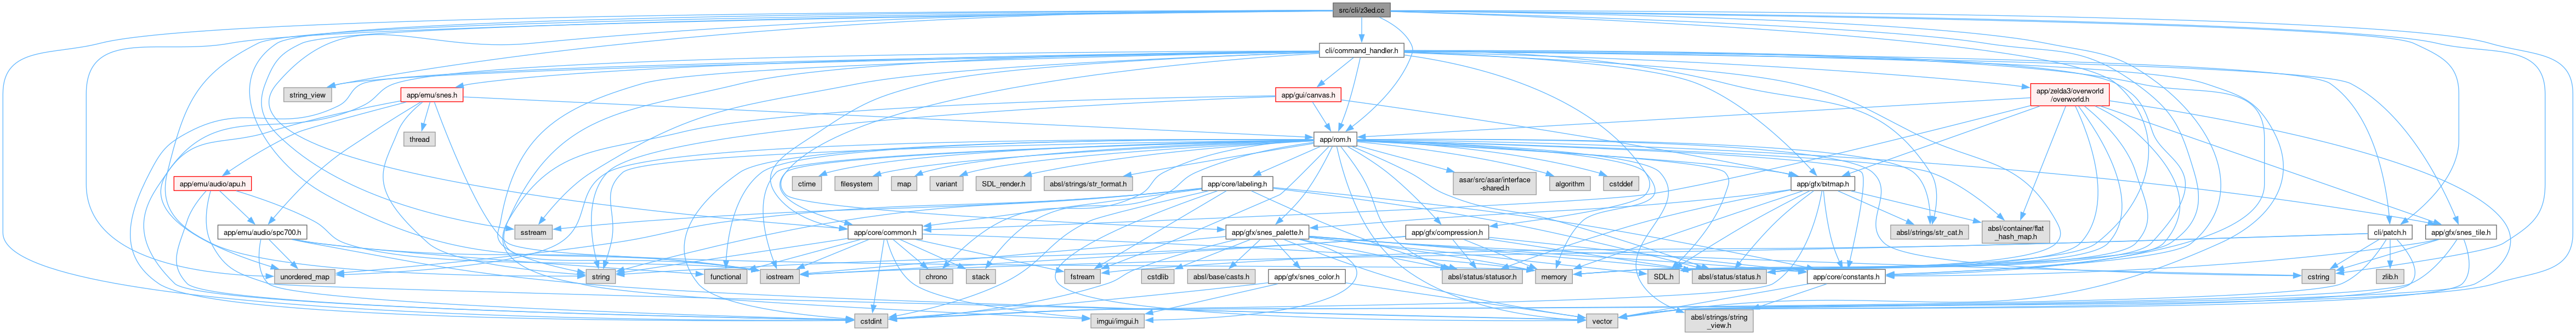 src/cli/z3ed.cc
cli/command_handler.h
string_view
app/emu/snes.h
app/gui/canvas.h
app/zelda3/overworld
/overworld.h
thread
app/rom.h
app/emu/audio/apu.h
ctime
filesystem
map
variant
SDL_render.h
absl/strings/str_format.h
app/core/labeling.h
asar/src/asar/interface
-shared.h
algorithm
cstddef
app/gfx/bitmap.h
app/emu/audio/spc700.h
sstream
app/core/common.h
app/gfx/snes_palette.h
app/gfx/compression.h
absl/strings/str_cat.h
absl/container/flat
_hash_map.h
cli/patch.h
app/gfx/snes_tile.h
unordered_map
string
functional
iostream
chrono
stack
fstream
cstdlib
absl/base/casts.h
app/gfx/snes_color.h
absl/status/statusor.h
memory
SDL.h
absl/status/status.h
app/core/constants.h
cstring
zlib.h
cstdint
imgui/imgui.h
vector
absl/strings/string
_view.h